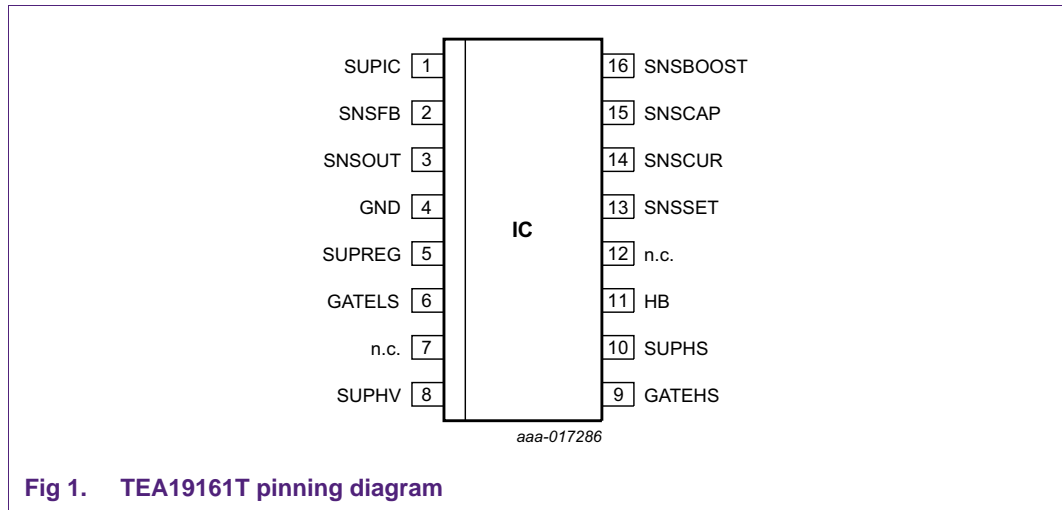 SUPIC 1
16 SNSBOOST
SNSFB 2
15 SNSCAP
SNSOUT 3
14 SNSCUR
GND 4
13 SNSSET
IC
SUPREG 5
12 n.c.
GATELS 6
11 HB
n.c. 7
10 SUPHS
SUPHV 8
9 GATEHS
aaa-017286
Fig 1. TEA19161T pinning diagram